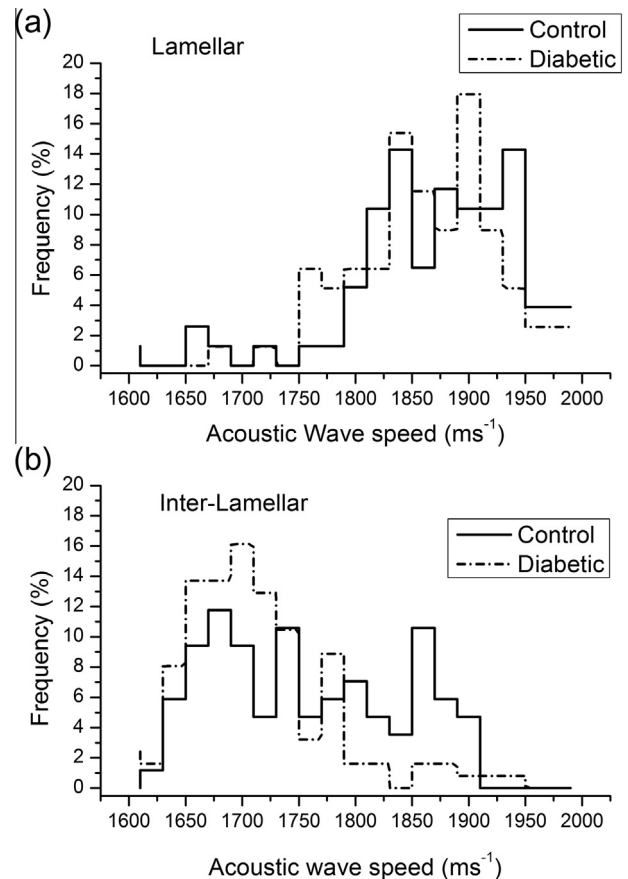 (a)
Lamellar
Control
Diabetic
20
18
16
14
12
10
8
6
4
2
0
Frequency (%)
1600 1650 1700 1750 1800 1850 1900 1950 2000
Acoustic Wave speed (ms⁻¹)
(b)
Inter-Lamellar
Control
Diabetic
20
18
16
14
12
10
8
6
4
2
0
Frequency (%)
1600 1650 1700 1750 1800 1850 1900 1950 2000
Acoustic wave speed (ms⁻¹)